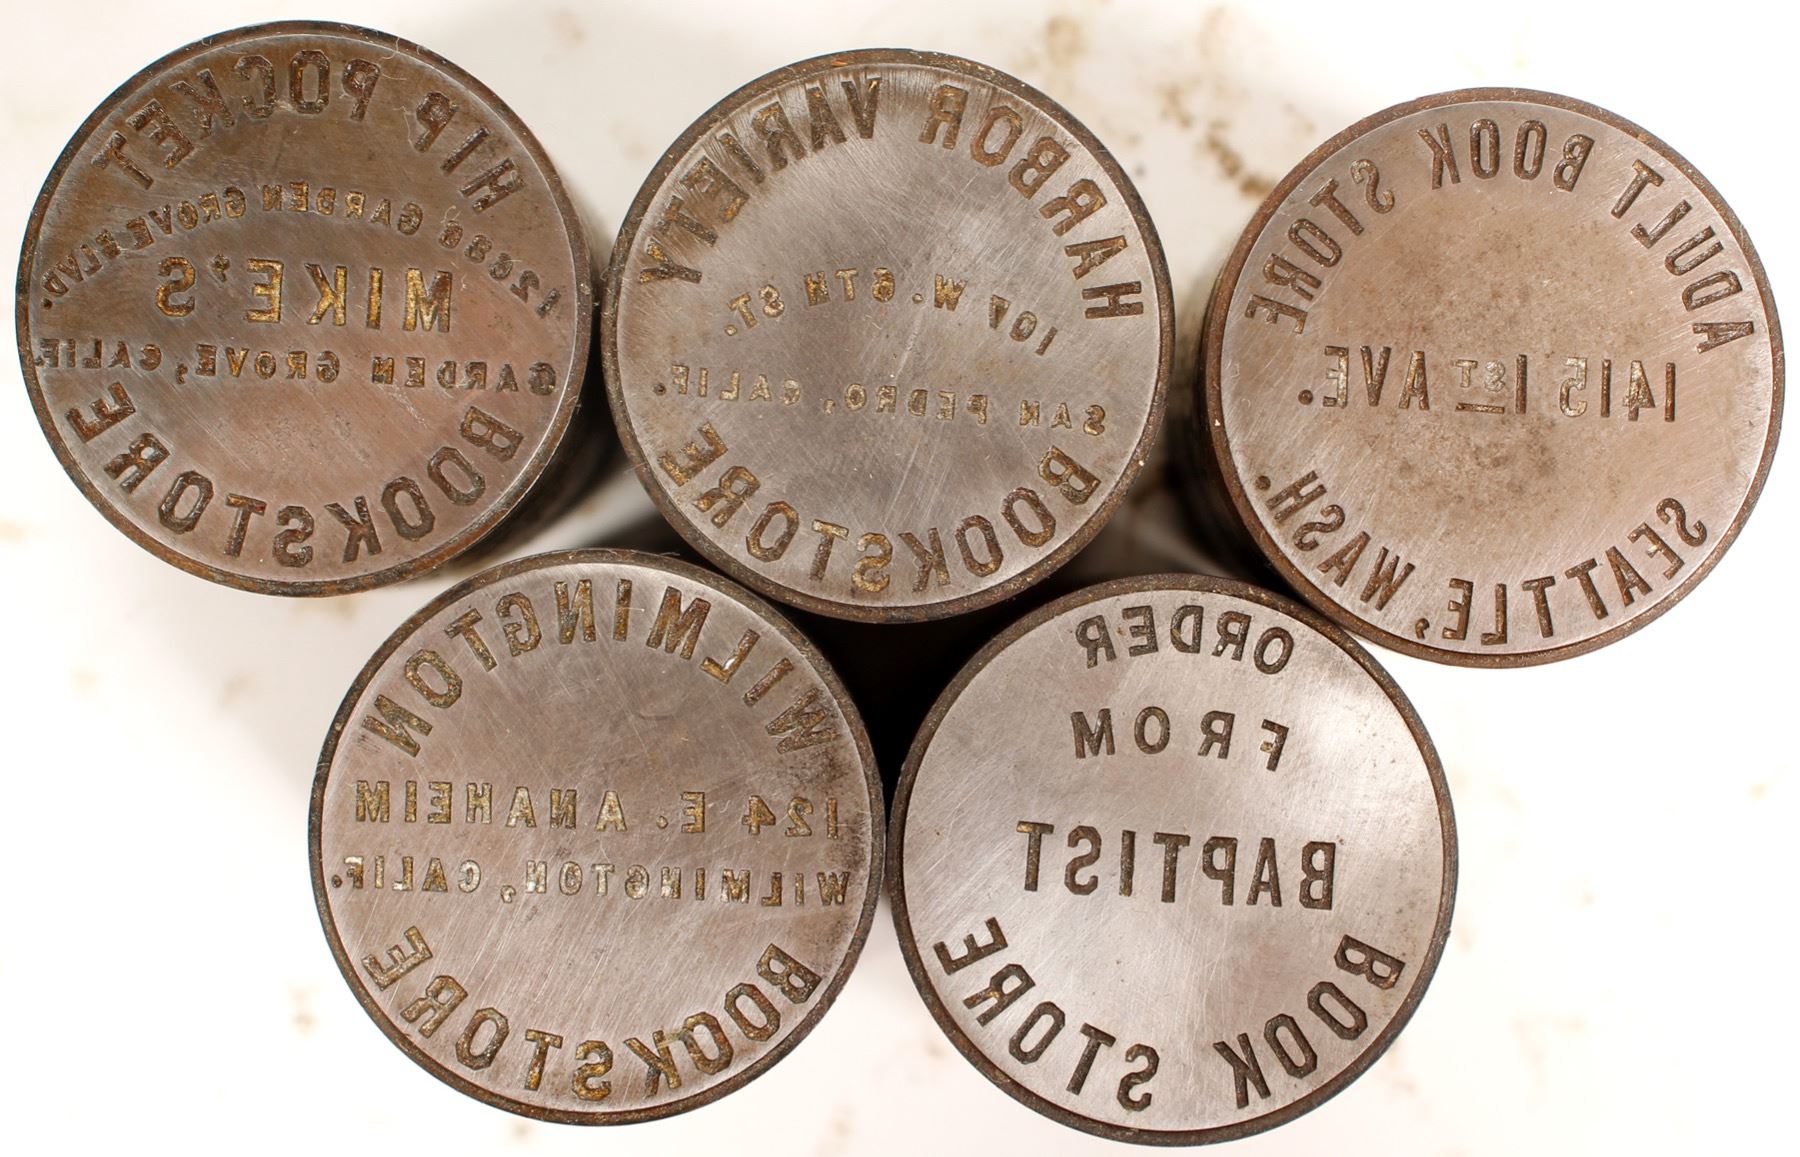 HIP POCKET
12686 GARDEN GROVE BLVD.
MIKE'S
GARDEN GROVE, CALIF.
BOOKSTORE
HARBOR VARIETY
107 W. 6TH ST.
SAN PEDRO, CALIF.
BOOKSTORE
ADULT BOOK STORE
1415 1ST AVE.
SEATTLE, WASH.
WILMINGTON
124 E. ANAHEIM
WILMINGTON, CALIF.
BOOKSTORE
ORDER
FROM
BAPTIST
BOOK STORE